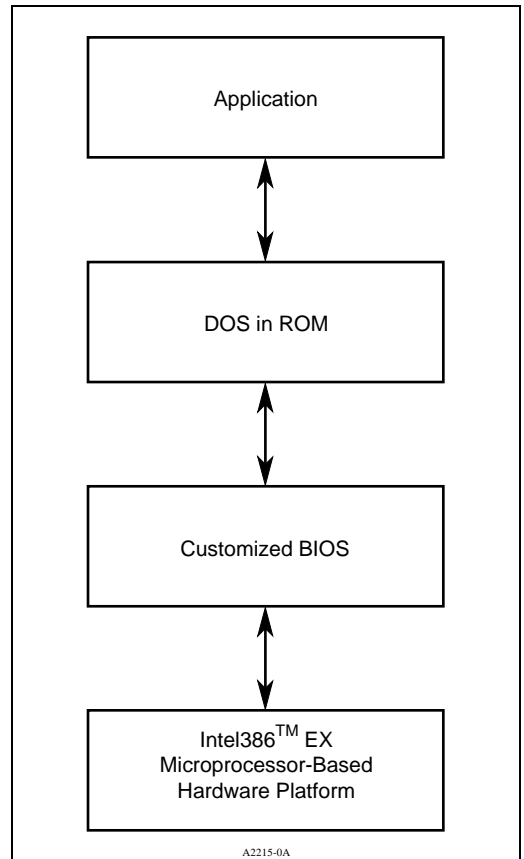 Application
DOS in ROM
Customized BIOS
Intel386™ EX
Microprocessor-Based
Hardware Platform
A2215-0A